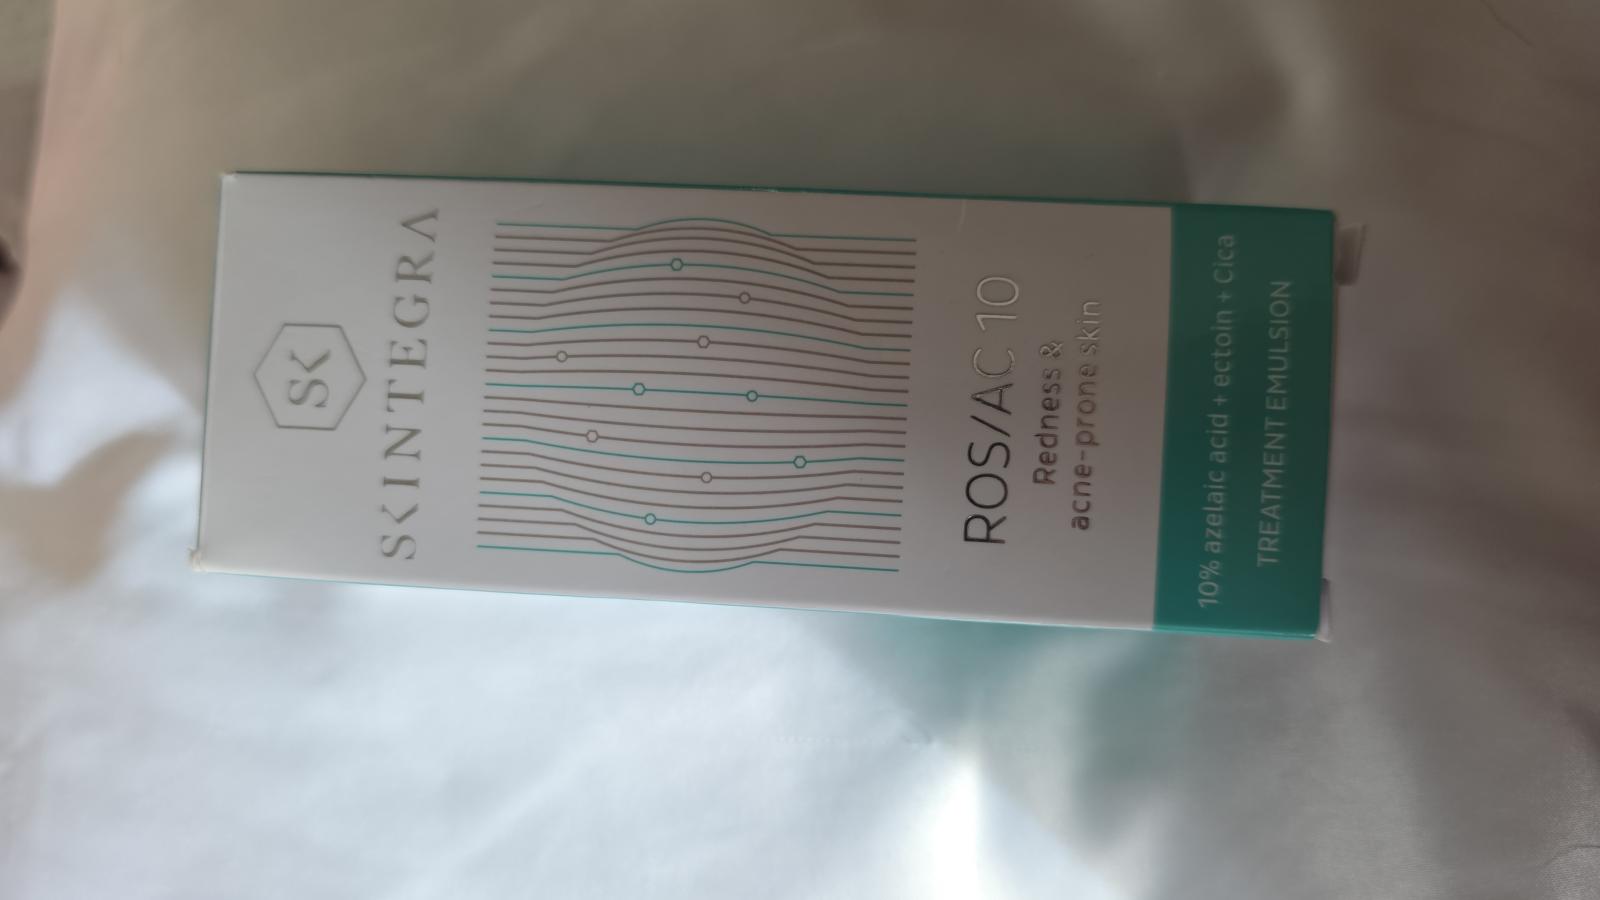 SK
SKINTEGRA
ROS/AC 10
Redness &
acne-prone skin
10% azelaic acid + ectoin + Cica
TREATMENT EMULSION